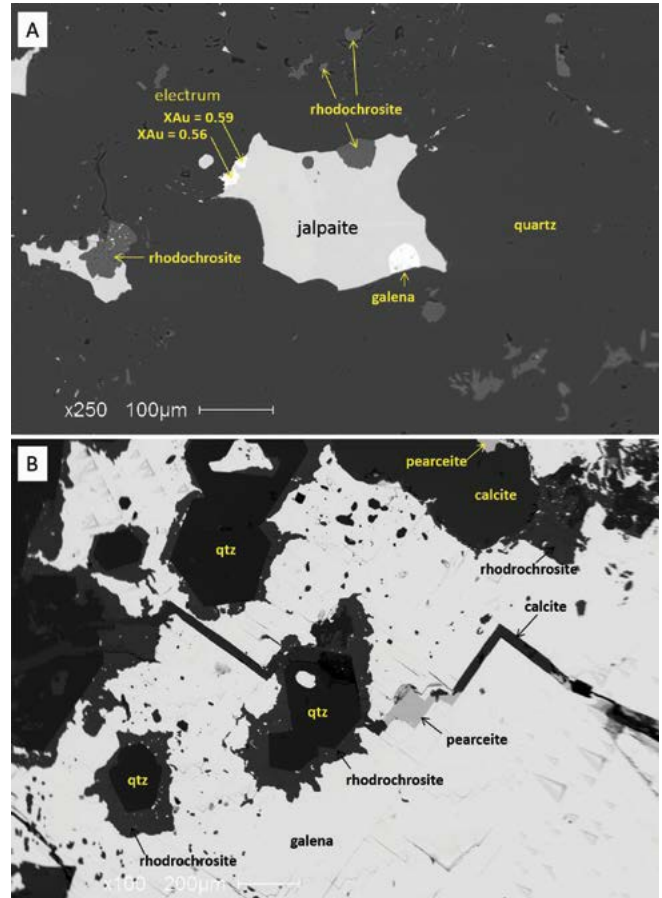 A
rhodochrosite
electrum
XAu = 0.59
XAu = 0.56
jalpaite
quartz
rhodochrosite
galena
x250 100µm
B
pearceite
calcite
qtz
rhodrochrosite
calcite
qtz
pearceite
qtz
rhodrochrosite
galena
rhodrochrosite
x100 200µm